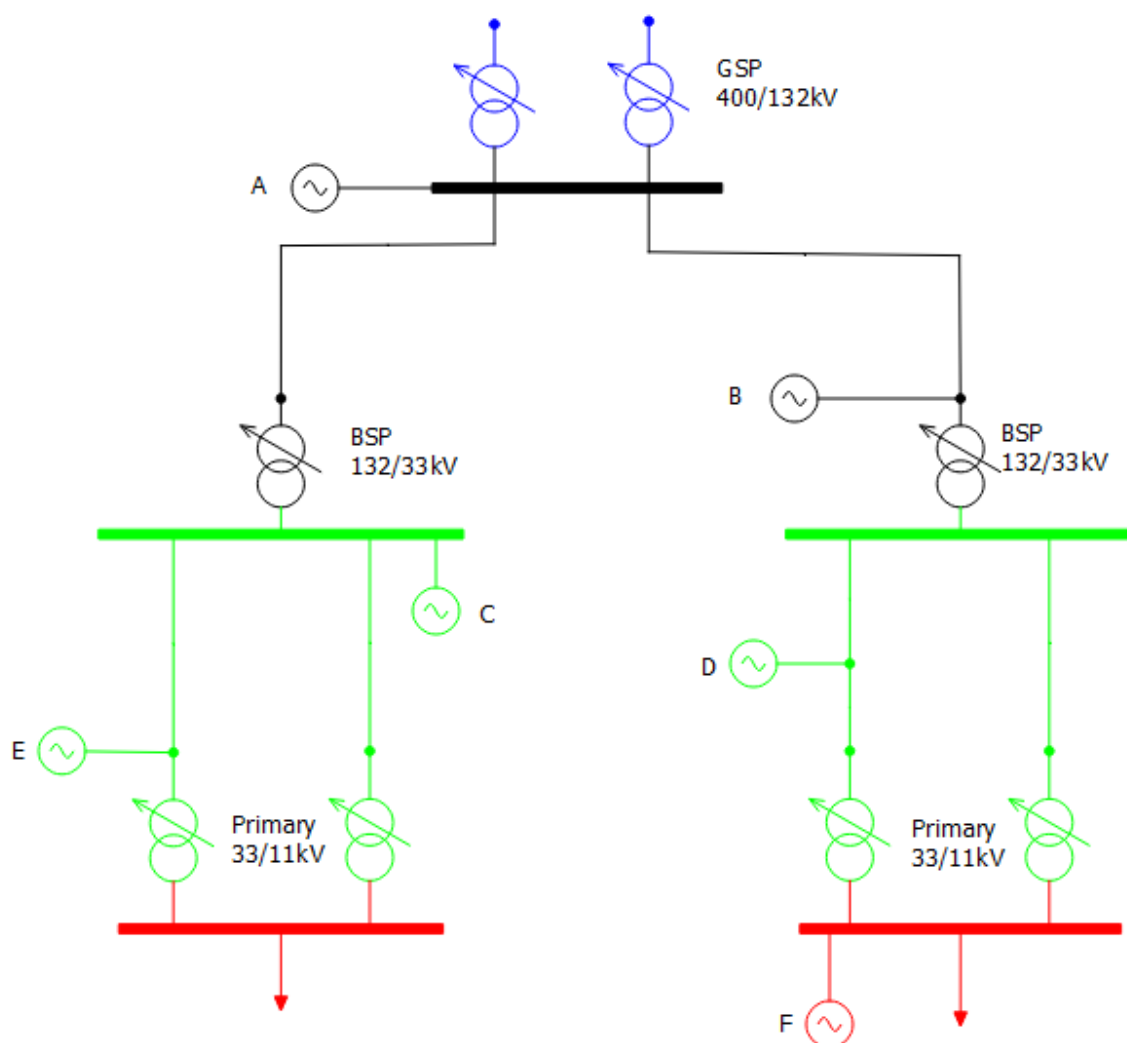 GSP
400/132kV
A
B
BSP
132/33kV
BSP
132/33kV
C
D
E
Primary
33/11kV
Primary
33/11kV
F